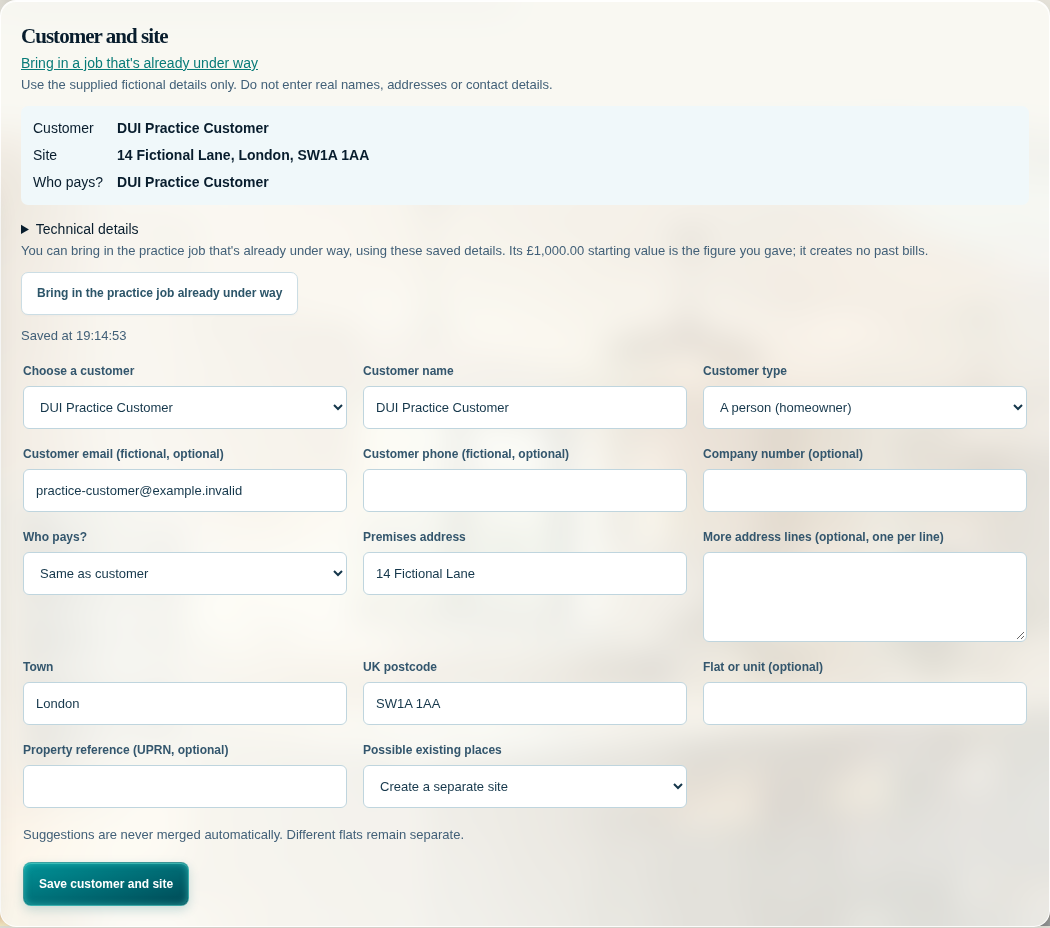 Customer and site
Bring in a job that's already under way
Use the supplied fictional details only. Do not enter real names, addresses or contact details.
Customer DUI Practice Customer
Site 14 Fictional Lane, London, SW1A 1AA
Who pays? DUI Practice Customer
Technical details
You can bring in the practice job that's already under way, using these saved details. Its £1,000.00 starting value is the figure you gave; it creates no past bills.
Bring in the practice job already under way
Saved at 19:14:53
Choose a customer Customer name Customer type
DUI Practice Customer DUI Practice Customer A person (homeowner)
Customer email (fictional, optional) Customer phone (fictional, optional) Company number (optional)
practice-customer@example.invalid
Who pays? Premises address More address lines (optional, one per line)
Same as customer 14 Fictional Lane
Town UK postcode Flat or unit (optional)
London SW1A 1AA
Property reference (UPRN, optional) Possible existing places
Create a separate site
Suggestions are never merged automatically. Different flats remain separate.
Save customer and site